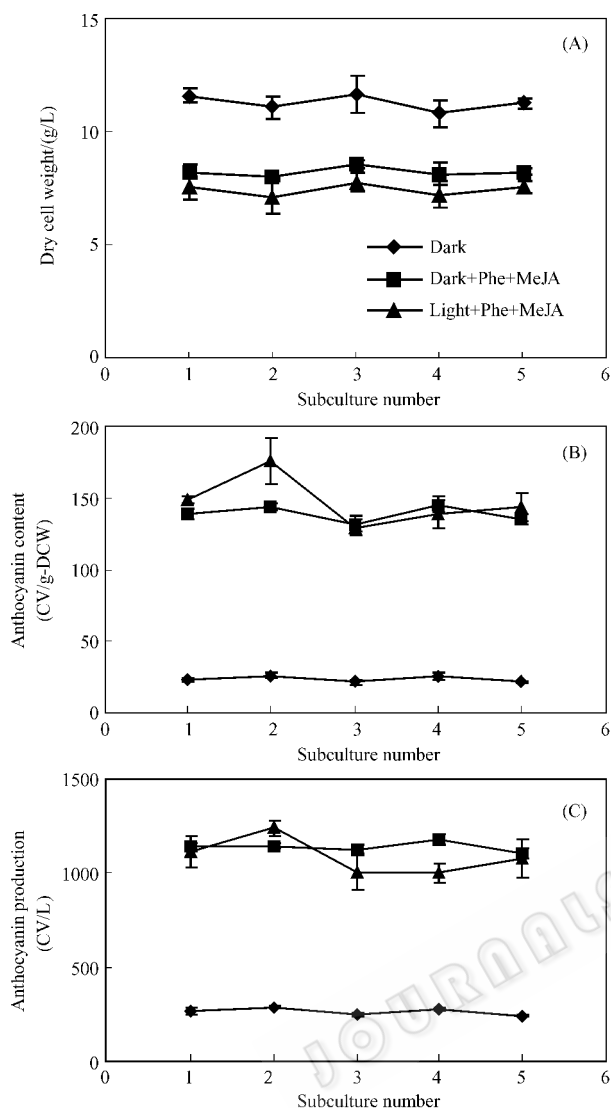 15
(A)
10
Dry cell weight/(g/L)
5
Dark
Dark+Phe+MeJA
Light+Phe+MeJA
0
0 1 2 3 4 5 6
Subculture number
200
(B)
150
Anthocyanin content
(CV/g-DCW)
100
50
0
0 1 2 3 4 5 6
Subculture number
1500
(C)
1000
Anthocyanin production
(CV/L)
500
0
0 1 2 3 4 5 6
Subculture number
JOURNALS